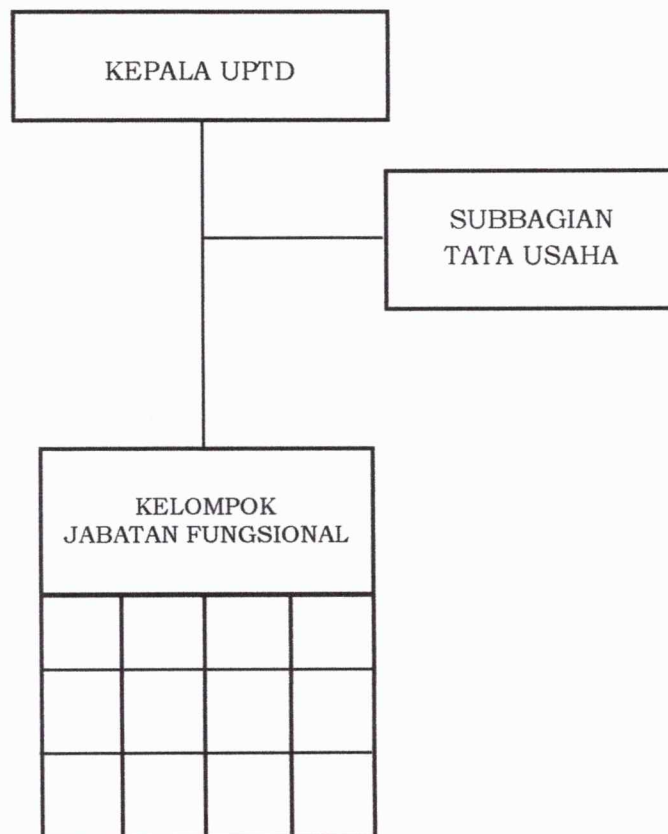 KEPALA UPTD
SUBBAGIAN
TATA USAHA
KELOMPOK
JABATAN FUNGSIONAL